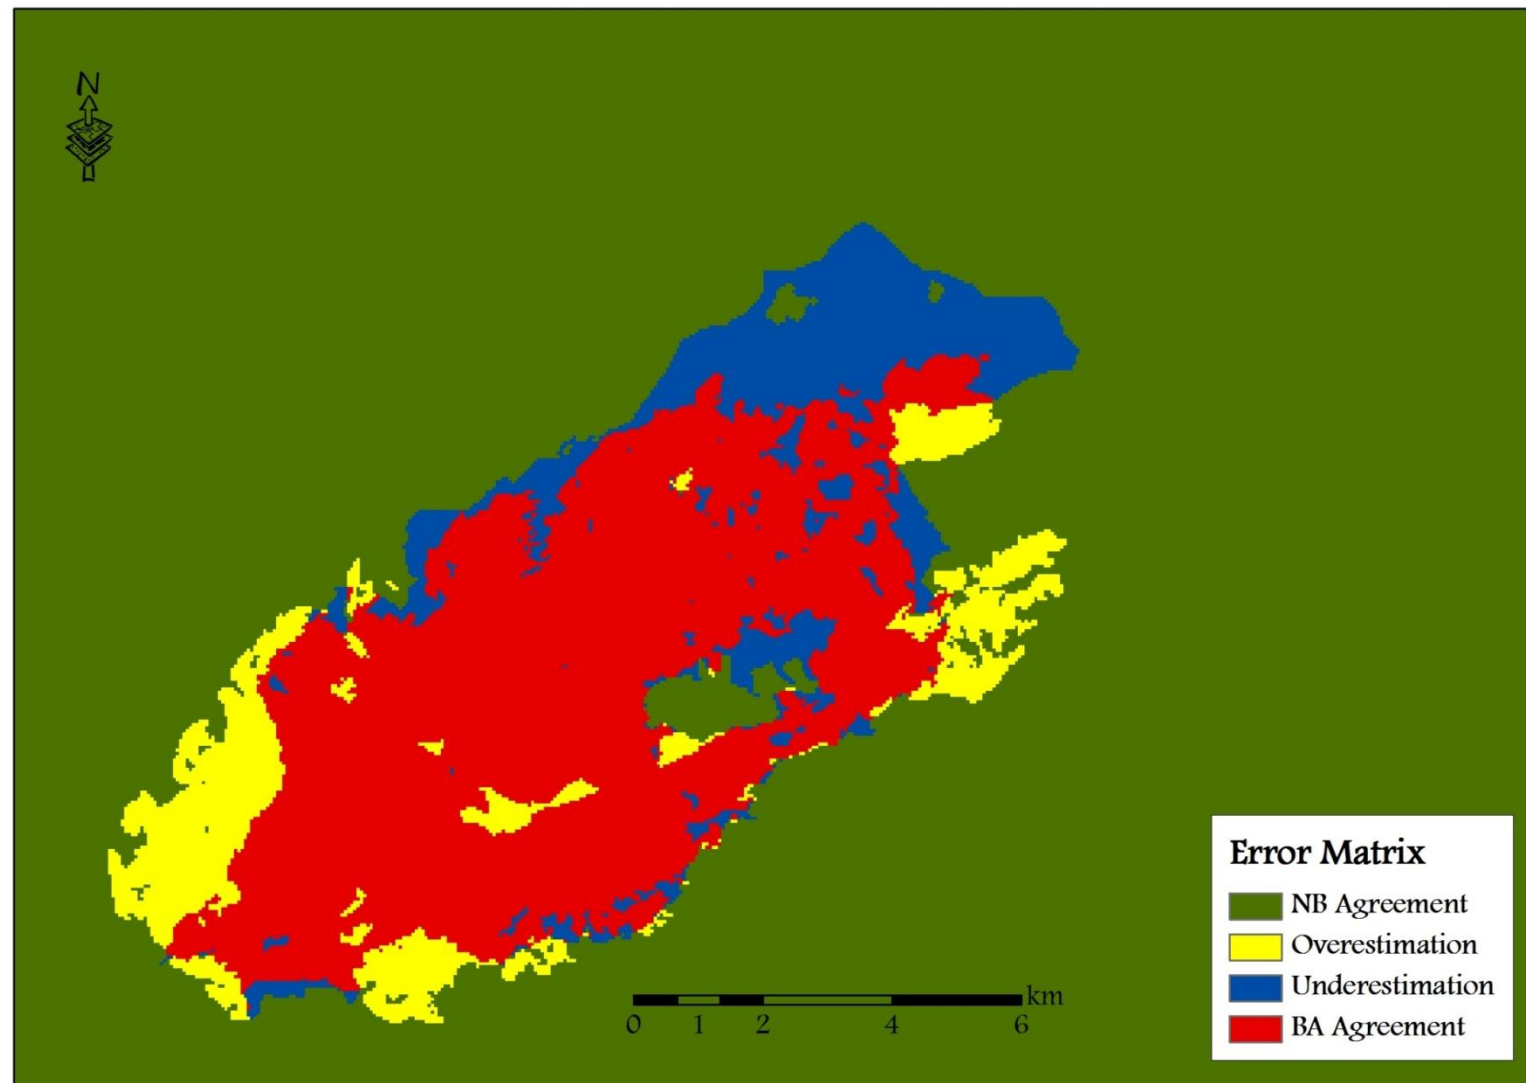 N
km
0 1 2 4 6
Error Matrix
NB Agreement
Overestimation
Underestimation
BA Agreement